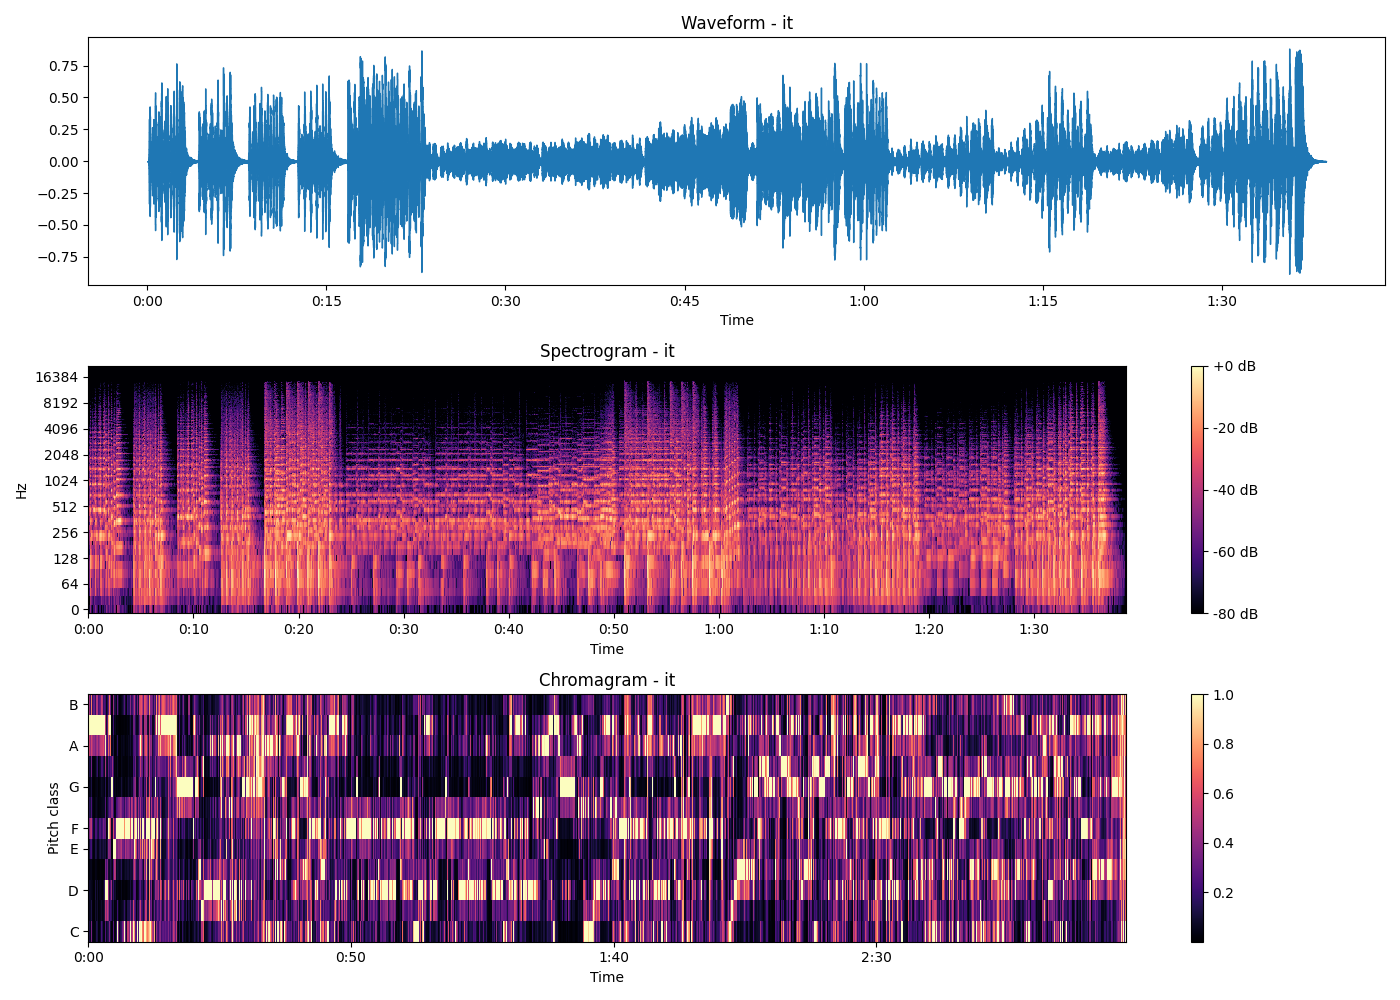 Waveform - it
0.75
0.50
0.25
0.00
−0.25
−0.50
−0.75
0:00 0:15 0:30 0:45 1:00 1:15 1:30
Time
Spectrogram - it
Hz
16384
8192
4096
2048
1024
512
256
128
64
0
0:00 0:10 0:20 0:30 0:40 0:50 1:00 1:10 1:20 1:30
Time
+0 dB
-20 dB
-40 dB
-60 dB
-80 dB
Chromagram - it
Pitch class
B
A
G
F
E
D
C
0:00 0:50 1:40 2:30
Time
1.0
0.8
0.6
0.4
0.2